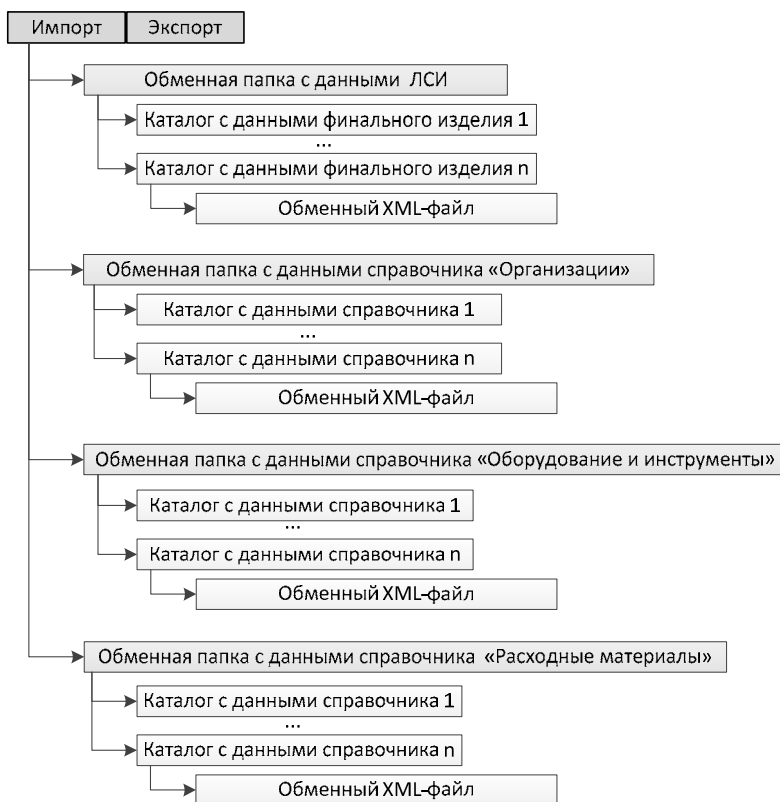 Импорт Экспорт
Обменная папка с данными ЛСИ
Каталог с данными финального изделия 1
...
Каталог с данными финального изделия n
Обменный XML-файл
Обменная папка с данными справочника «Организации»
Каталог с данными справочника 1
...
Каталог с данными справочника n
Обменный XML-файл
Обменная папка с данными справочника «Оборудование и инструменты»
Каталог с данными справочника 1
...
Каталог с данными справочника n
Обменный XML-файл
Обменная папка с данными справочника «Расходные материалы»
Каталог с данными справочника 1
...
Каталог с данными справочника n
Обменный XML-файл